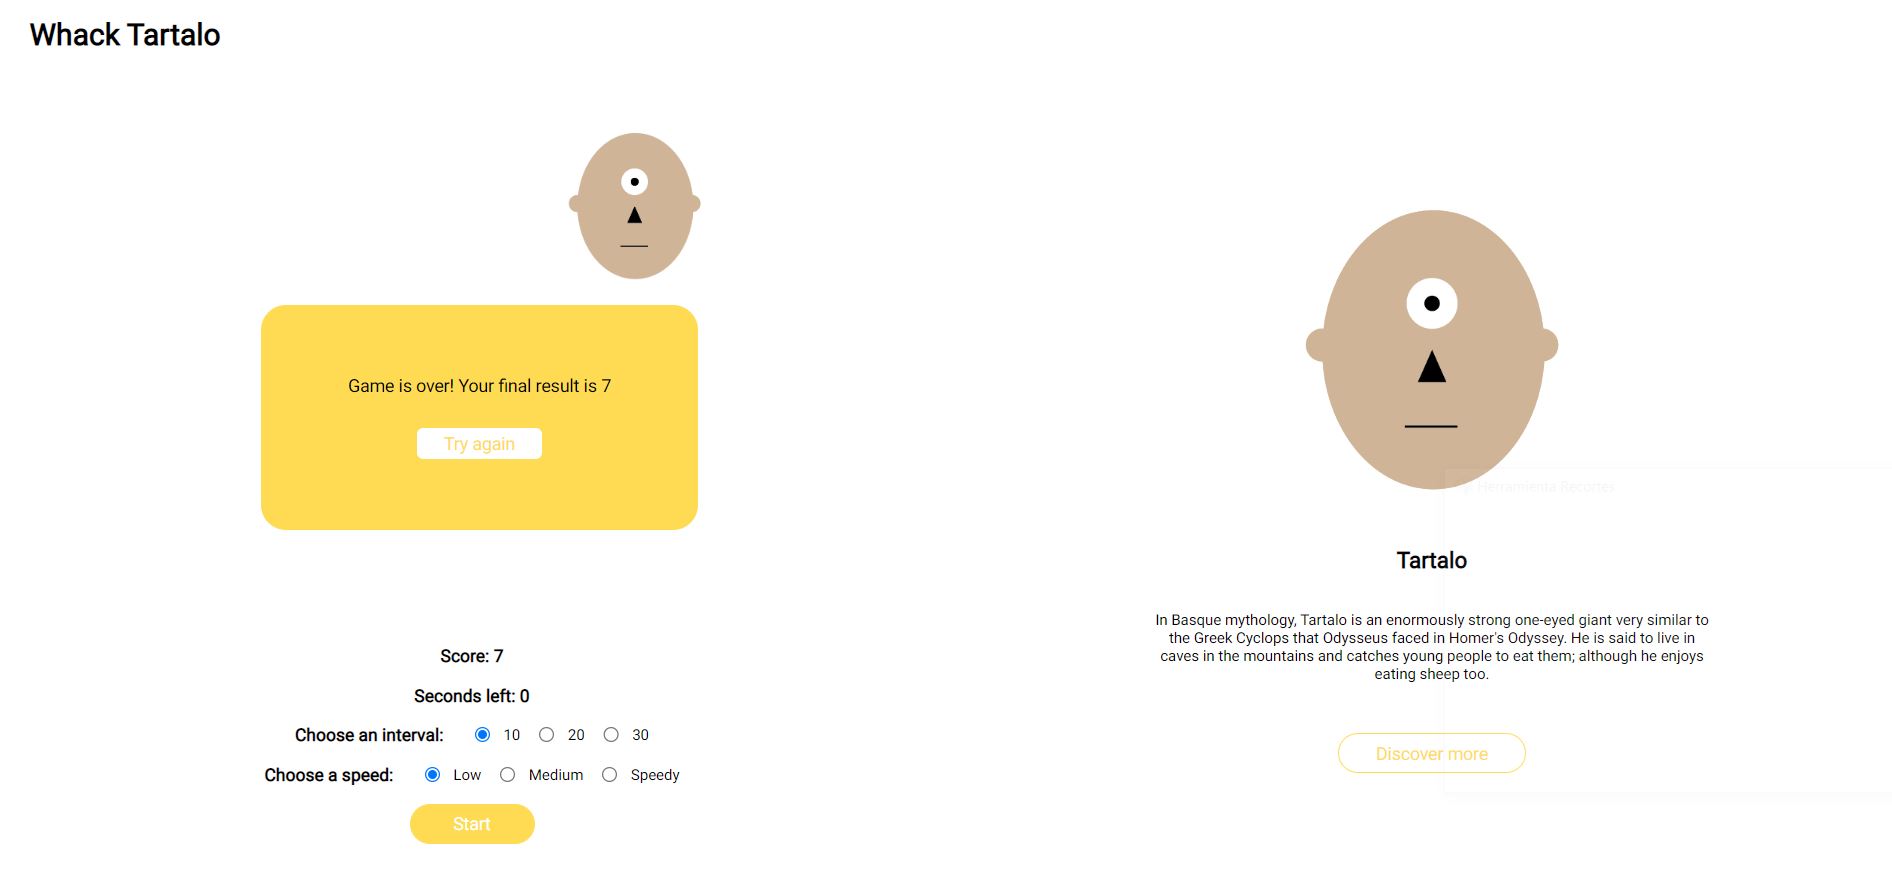 Whack Tartalo
Game is over! Your final result is 7
Try again
Score: 7
Seconds left: 0
Choose an interval: 10 20 30
Choose a speed: Low Medium Speedy
Start
Herramienta Recortes
Tartalo
In Basque mythology, Tartalo is an enormously strong one-eyed giant very similar to
the Greek Cyclops that Odysseus faced in Homer's Odyssey. He is said to live in
caves in the mountains and catches young people to eat them; although he enjoys
eating sheep too.
Discover more